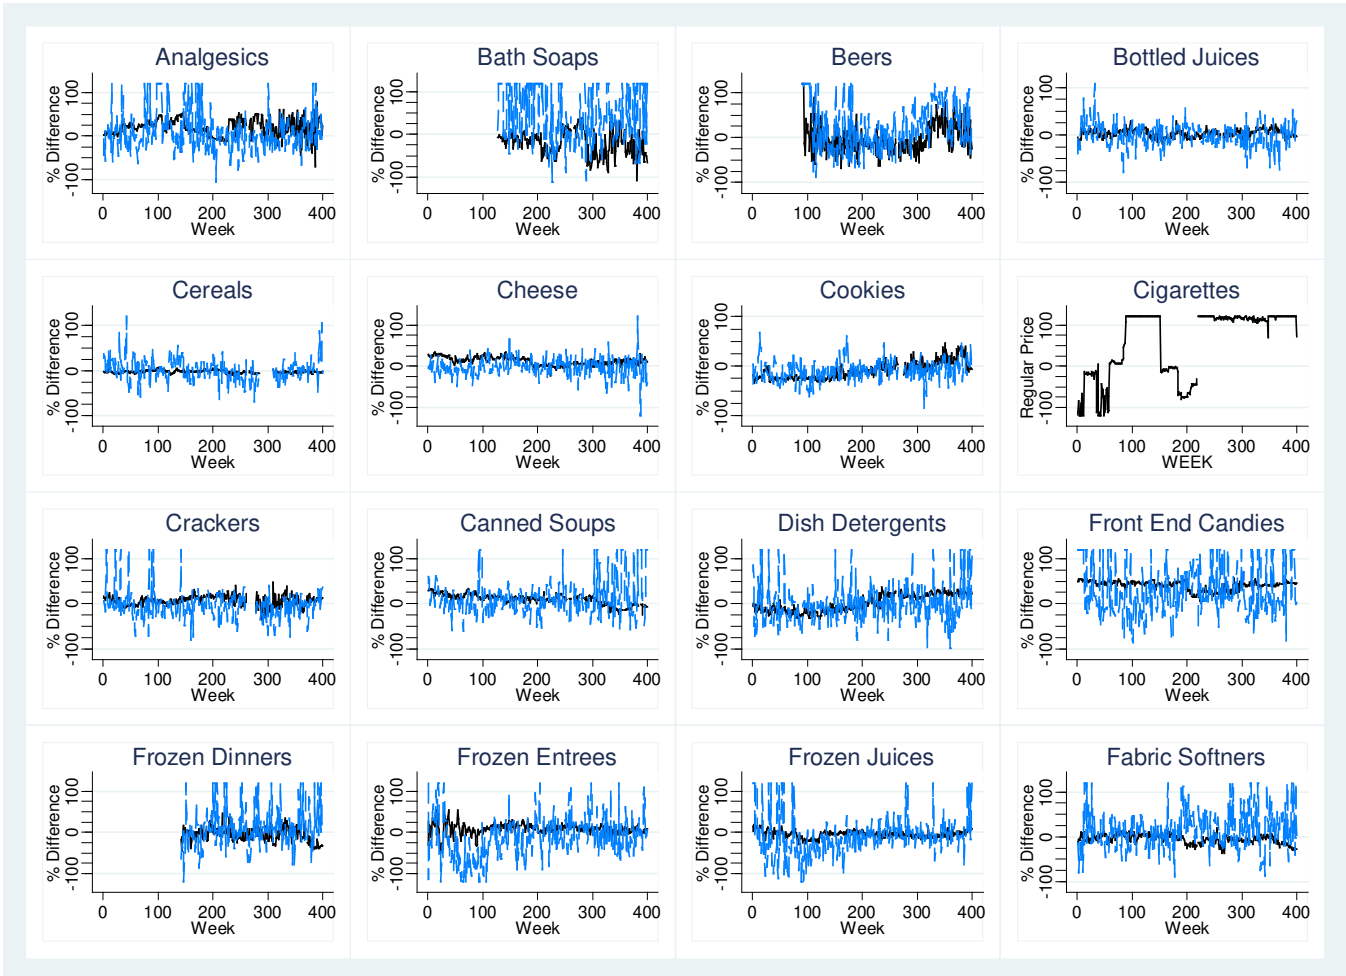 Analgesics
% Difference
100
0
-100
0 100 200 300 400
Week
Bath Soaps
% Difference
100
0
-100
0 100 200 300 400
Week
Beers
% Difference
100
0
-100
0 100 200 300 400
Week
Bottled Juices
% Difference
100
0
-100
0 100 200 300 400
Week
Cereals
% Difference
100
0
-100
0 100 200 300 400
Week
Cheese
% Difference
100
0
-100
0 100 200 300 400
Week
Cookies
% Difference
100
0
-100
0 100 200 300 400
Week
Cigarettes
Regular Price
100
0
-100
0 100 200 300 400
WEEK
Crackers
% Difference
100
0
-100
0 100 200 300 400
Week
Canned Soups
% Difference
100
0
-100
0 100 200 300 400
Week
Dish Detergents
% Difference
100
0
-100
0 100 200 300 400
Week
Front End Candies
% Difference
100
0
-100
0 100 200 300 400
Week
Frozen Dinners
% Difference
100
0
-100
0 100 200 300 400
Week
Frozen Entrees
% Difference
100
0
-100
0 100 200 300 400
Week
Frozen Juices
% Difference
100
0
-100
0 100 200 300 400
Week
Fabric Softners
% Difference
100
0
-100
0 100 200 300 400
Week